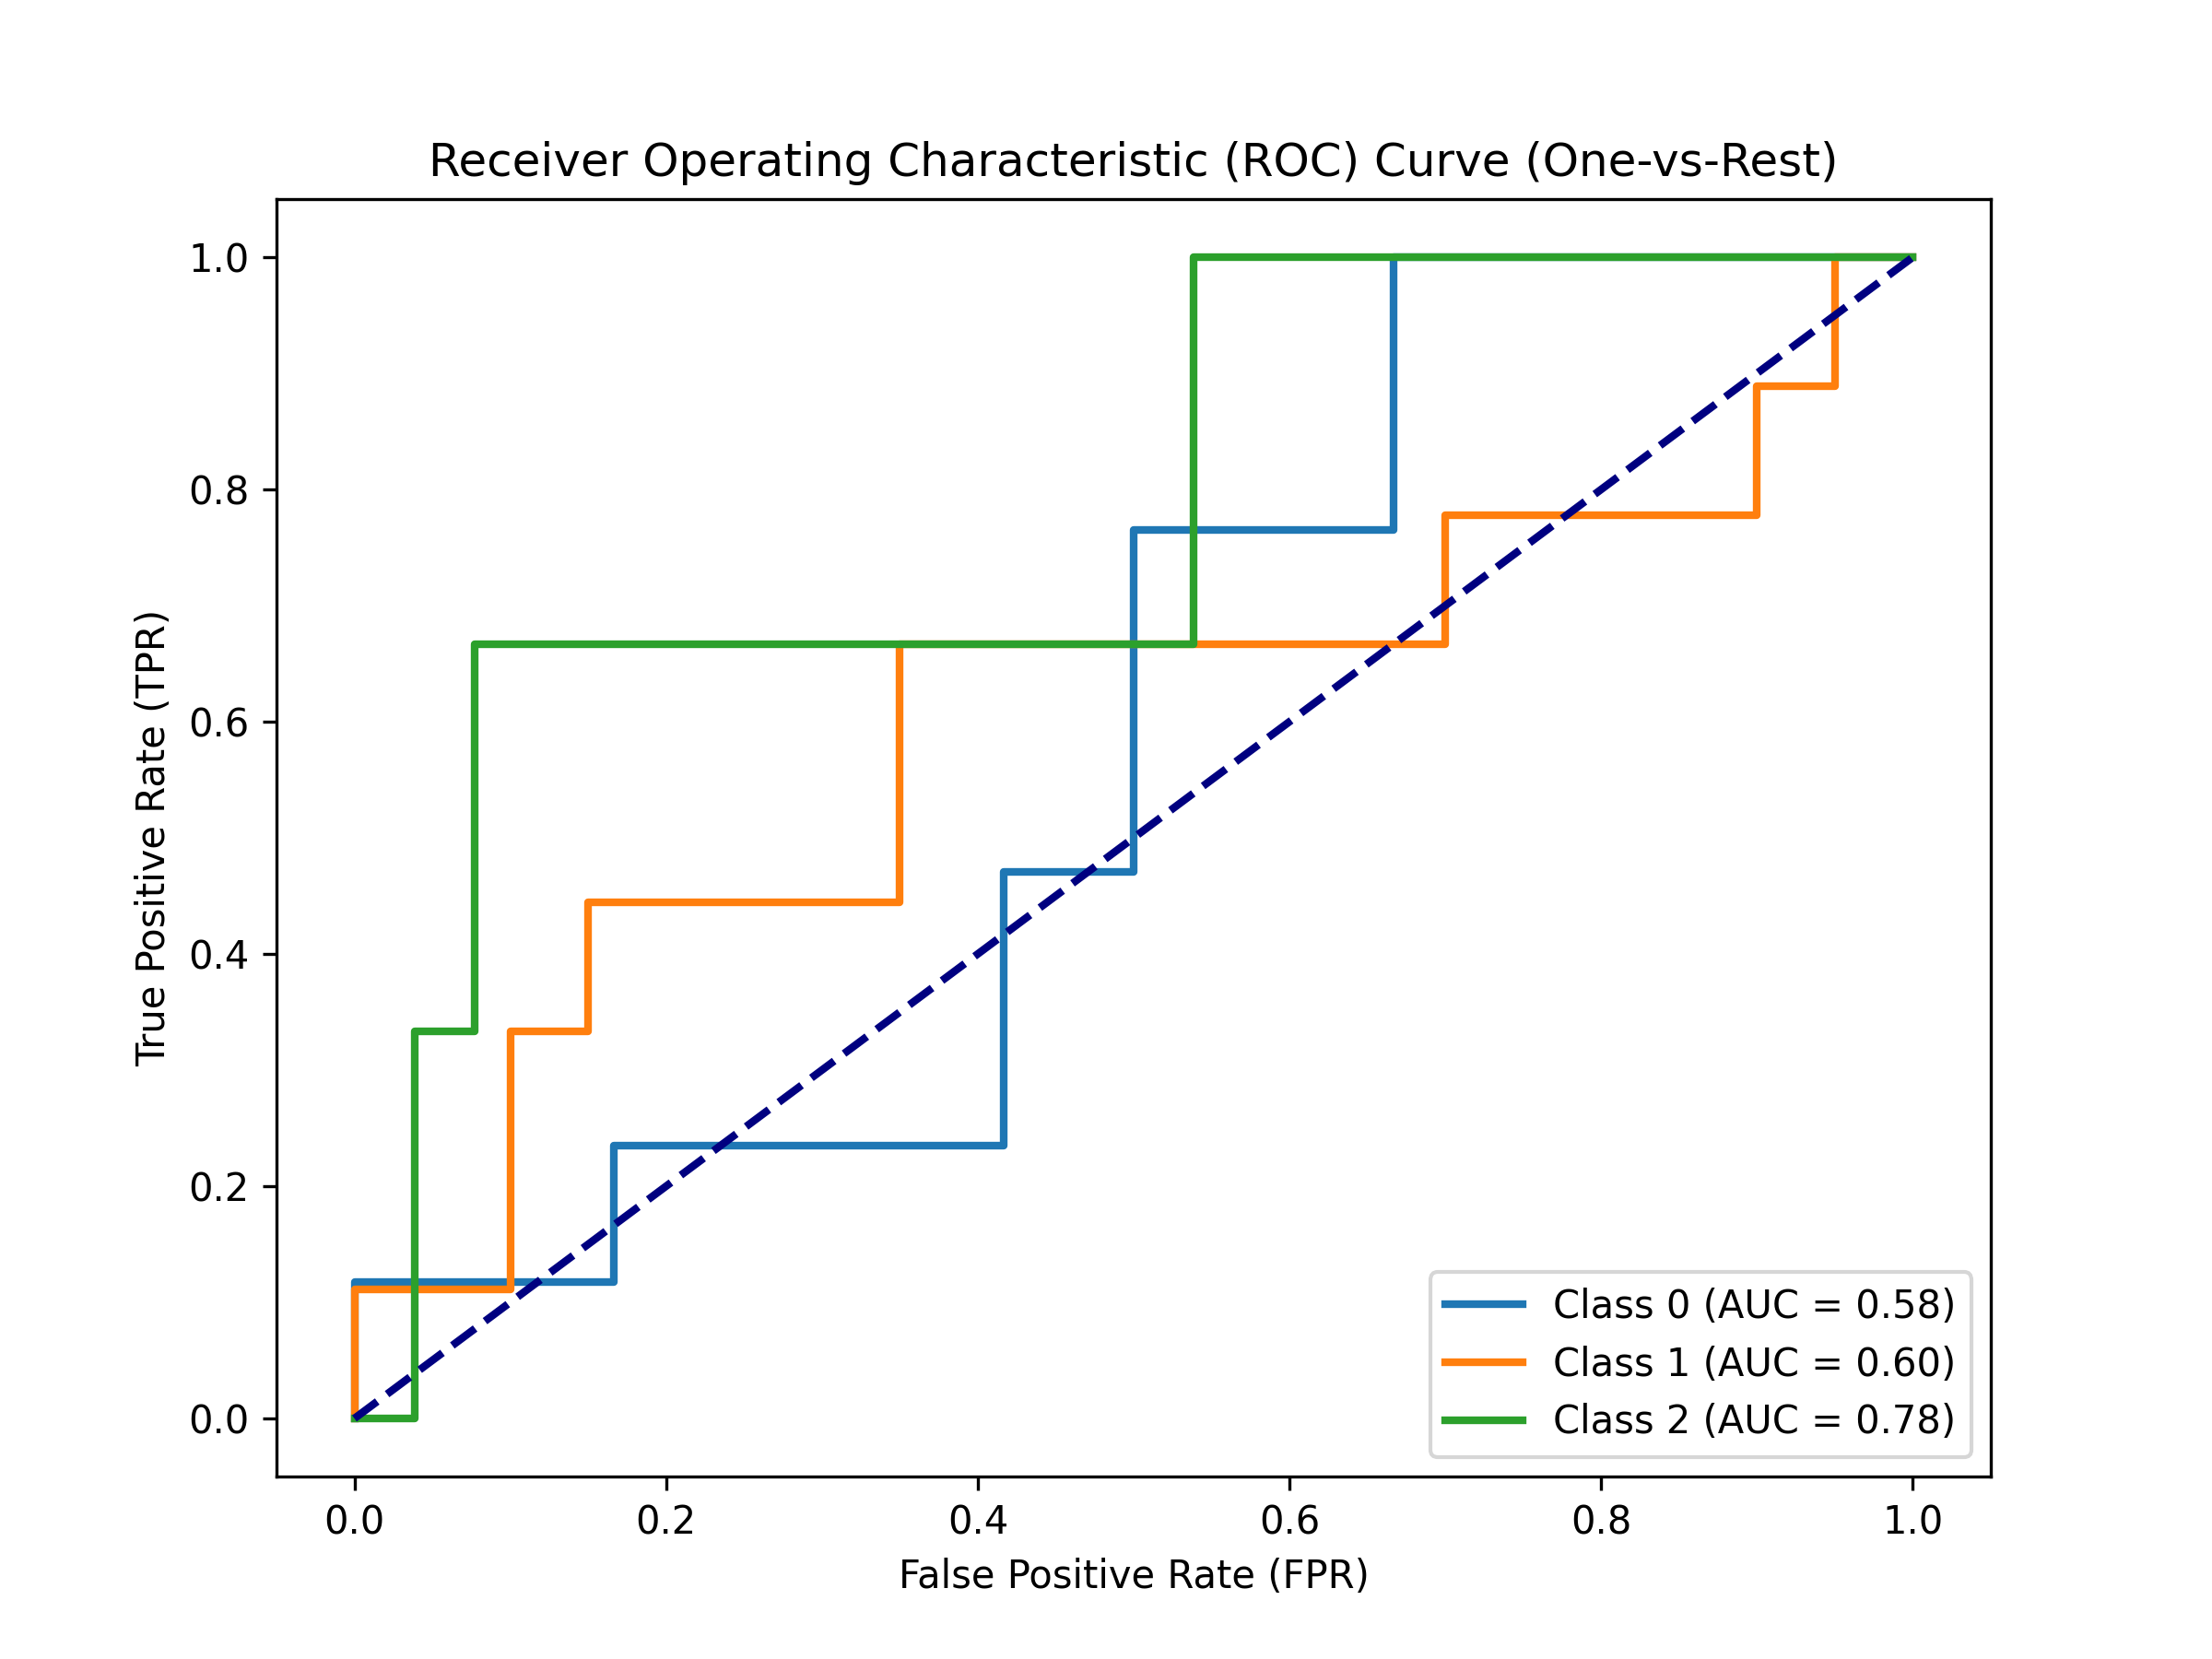 Receiver Operating Characteristic (ROC) Curve (One-vs-Rest)
True Positive Rate (TPR)
1.0
0.8
0.6
0.4
0.2
0.0
Class 0 (AUC = 0.58)
Class 1 (AUC = 0.60)
Class 2 (AUC = 0.78)
0.0 0.2 0.4 0.6 0.8 1.0
False Positive Rate (FPR)